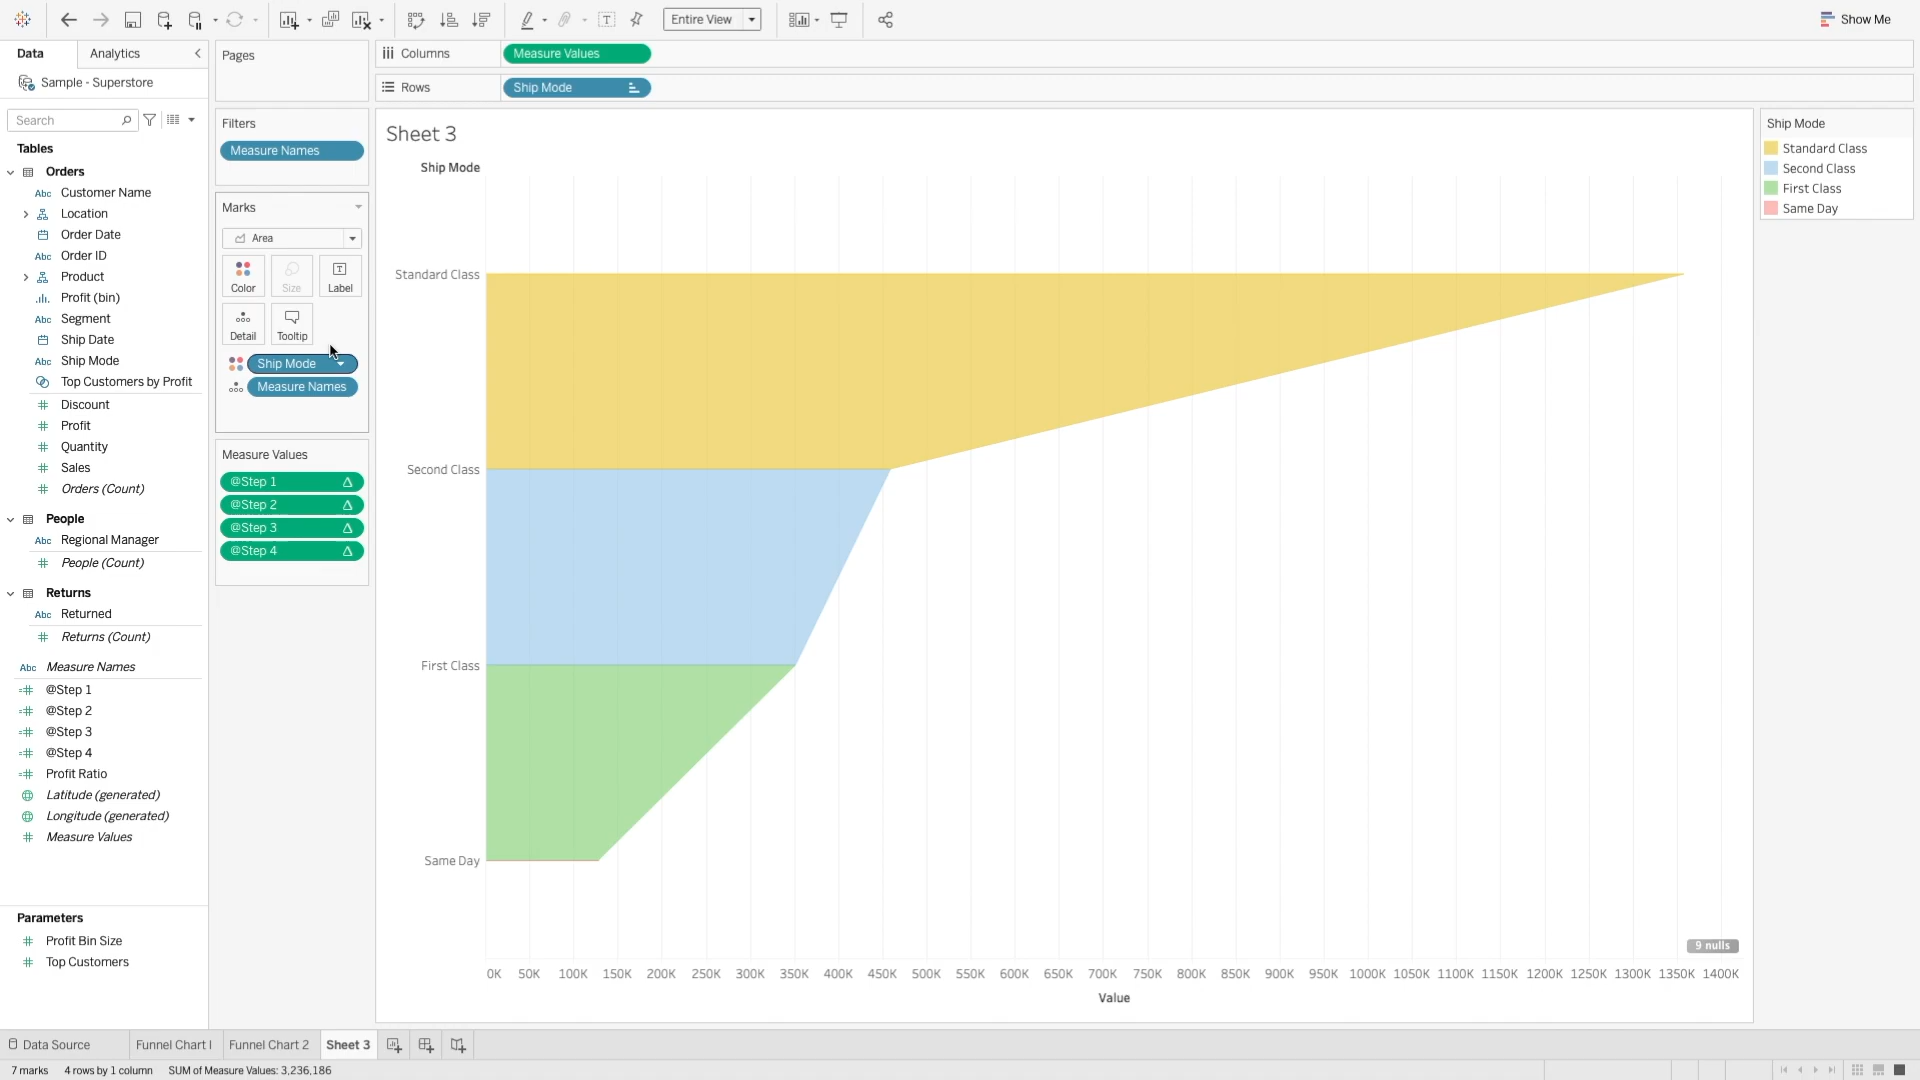 Entire View
Show Me
Data
Analytics
Sample - Superstore
Search
Tables
Orders
Customer Name
Location
Order Date
Order ID
Product
Profit (bin)
Segment
Ship Date
Ship Mode
Top Customers by Profit
Discount
Profit
Quantity
Sales
Orders (Count)
People
Regional Manager
People (Count)
Returns
Returned
Returns (Count)
Measure Names
@Step 1
@Step 2
@Step 3
@Step 4
Profit Ratio
Latitude (generated)
Longitude (generated)
Measure Values
Parameters
Profit Bin Size
Top Customers
Pages
Filters
Measure Names
Marks
Area
Color
Size
Label
Detail
Tooltip
Ship Mode
Measure Names
Measure Values
@Step 1
@Step 2
@Step 3
@Step 4
Columns
Measure Values
Rows
Ship Mode
Sheet 3
Ship Mode
Standard Class
Second Class
First Class
Same Day
9 nulls
0K 50K 100K 150K 200K 250K 300K 350K 400K 450K 500K 550K 600K 650K 700K 750K 800K 850K 900K 950K 1000K 1050K 1100K 1150K 1200K 1250K 1300K 1350K 1400K
Value
Ship Mode
Standard Class
Second Class
First Class
Same Day
Data Source
Funnel Chart I
Funnel Chart 2
Sheet 3
7 marks
4 rows by 1 column
SUM of Measure Values: 3,236,186